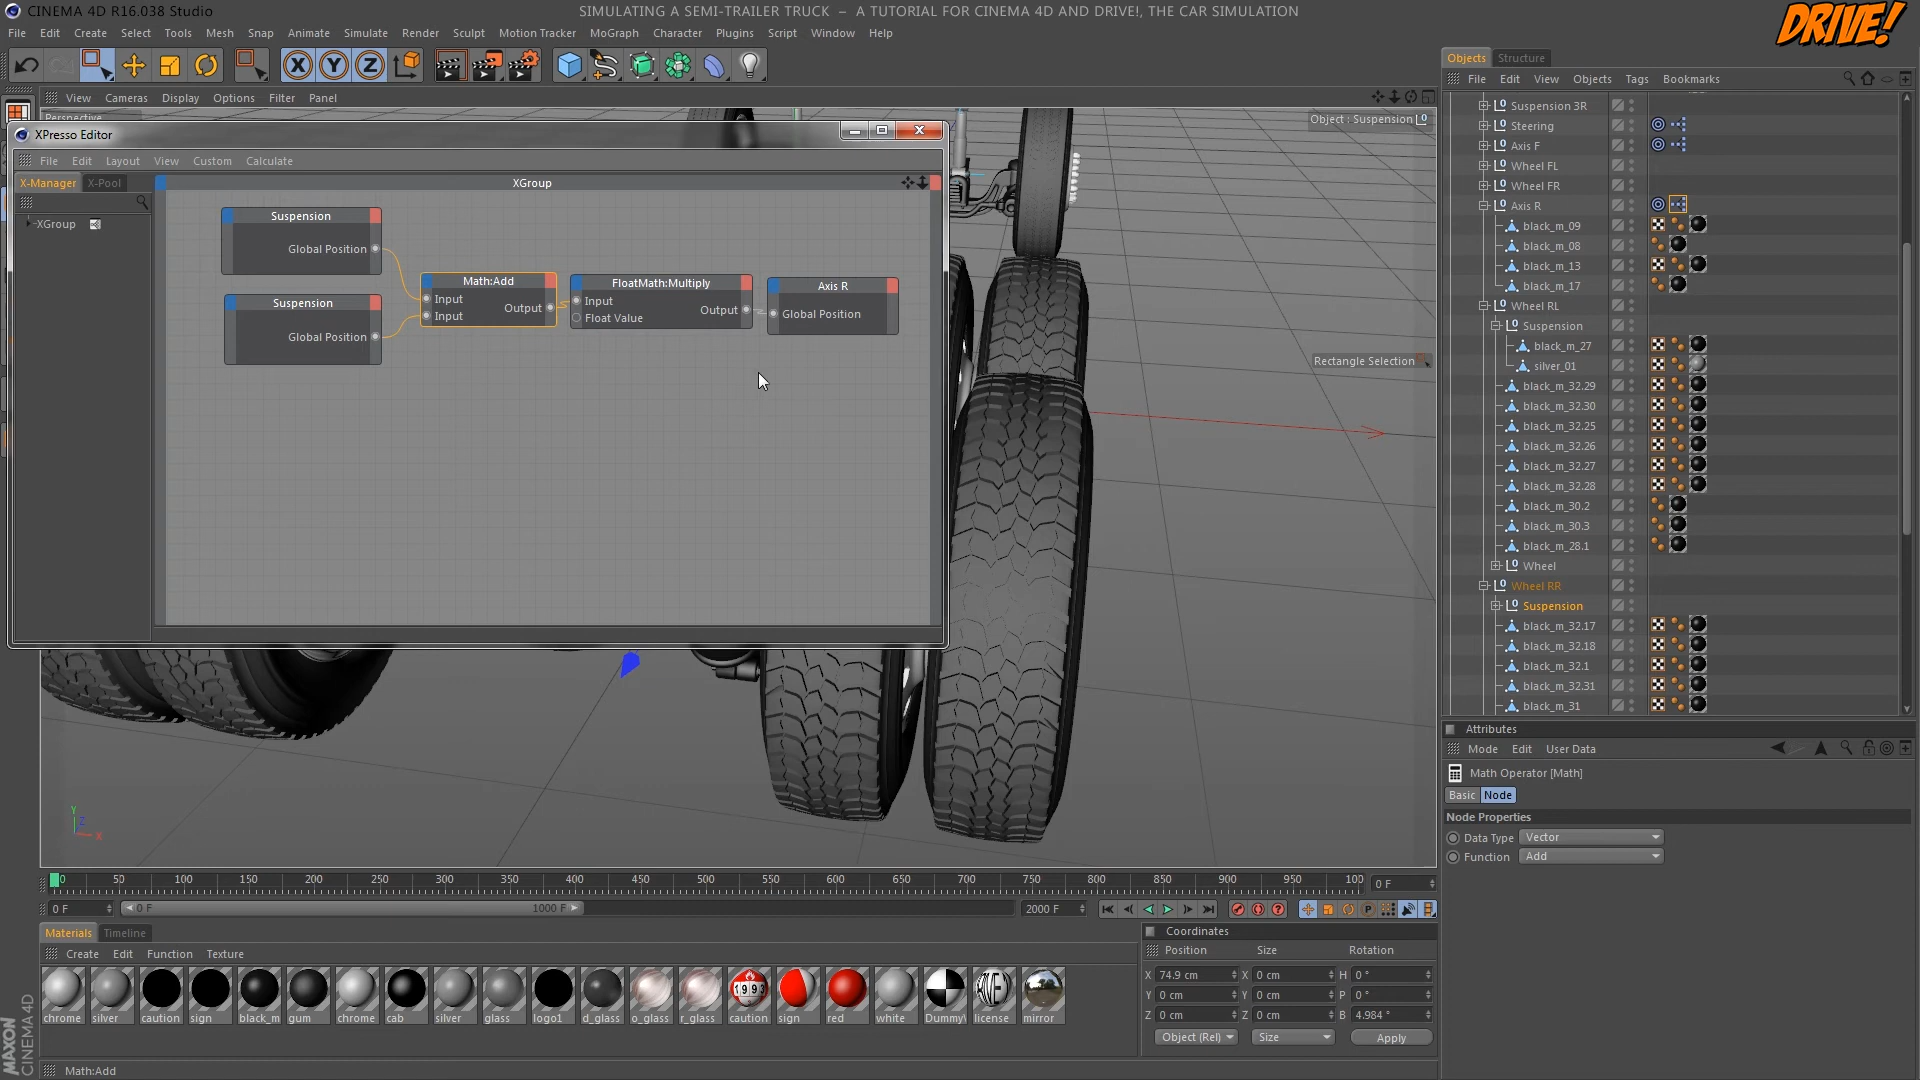 CINEMA 4D R16.038 Studio
SIMULATING A SEMI-TRAILER TRUCK – A TUTORIAL FOR CINEMA 4D AND DRIVE!, THE CAR SIMULATION
DRIVE!
File Edit Create Select Tools Mesh Snap Animate Simulate Render Sculpt Motion Tracker MoGraph Character Plugins Script Window Help
X Y Z
View Cameras Display Options Filter Panel
Perspective
Object : Suspension
Rectangle Selection
XPresso Editor
File Edit Layout View Custom Calculate
X-Manager X-Pool
XGroup
XGroup
Suspension
Global Position
Suspension
Global Position
Math:Add
Input
Input
Output
FloatMath:Multiply
Input
Float Value
Output
Axis R
Global Position
Y
Z
X
Objects Structure
File Edit View Objects Tags Bookmarks
Suspension 3R
Steering
Axis F
Wheel FL
Wheel FR
Axis R
black_m_09
black_m_08
black_m_13
black_m_17
Wheel RL
Suspension
black_m_27
silver_01
black_m_32.29
black_m_32.30
black_m_32.25
black_m_32.26
black_m_32.27
black_m_32.28
black_m_30.2
black_m_30.3
black_m_28.1
Wheel
Wheel RR
Suspension
black_m_32.17
black_m_32.18
black_m_32.1
black_m_32.31
black_m_31
Attributes
Mode Edit User Data
Math Operator [Math]
Basic Node
Node Properties
Data Type Vector
Function Add
0 50 100 150 200 250 300 350 400 450 500 550 600 650 700 750 800 850 900 950 100 0 F
0 F 0 F 1000 F 2000 F
P
Materials Timeline
Create Edit Function Texture
1993
chrome silver caution sign black_m gum chrome cab silver glass logo1 d_glass o_glass r_glass caution sign red white Dummy\ license mirror
Coordinates
Position Size Rotation
X 74.9 cm X 0 cm H 0 °
Y 0 cm Y 0 cm P 0 °
Z 0 cm Z 0 cm B 4.984 °
Object (Rel) Size Apply
MAXON
CINEMA 4D
Math:Add